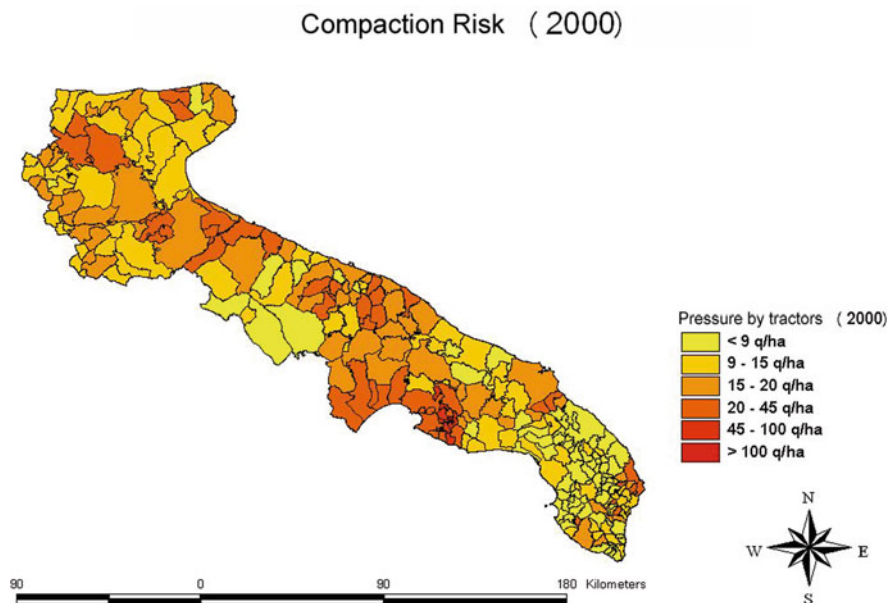 Compaction Risk ( 2000)
Pressure by tractors ( 2000)
< 9 q/ha
9 - 15 q/ha
15 - 20 q/ha
20 - 45 q/ha
45 - 100 q/ha
> 100 q/ha
N
W E
S
90 0 90 180 Kilometers